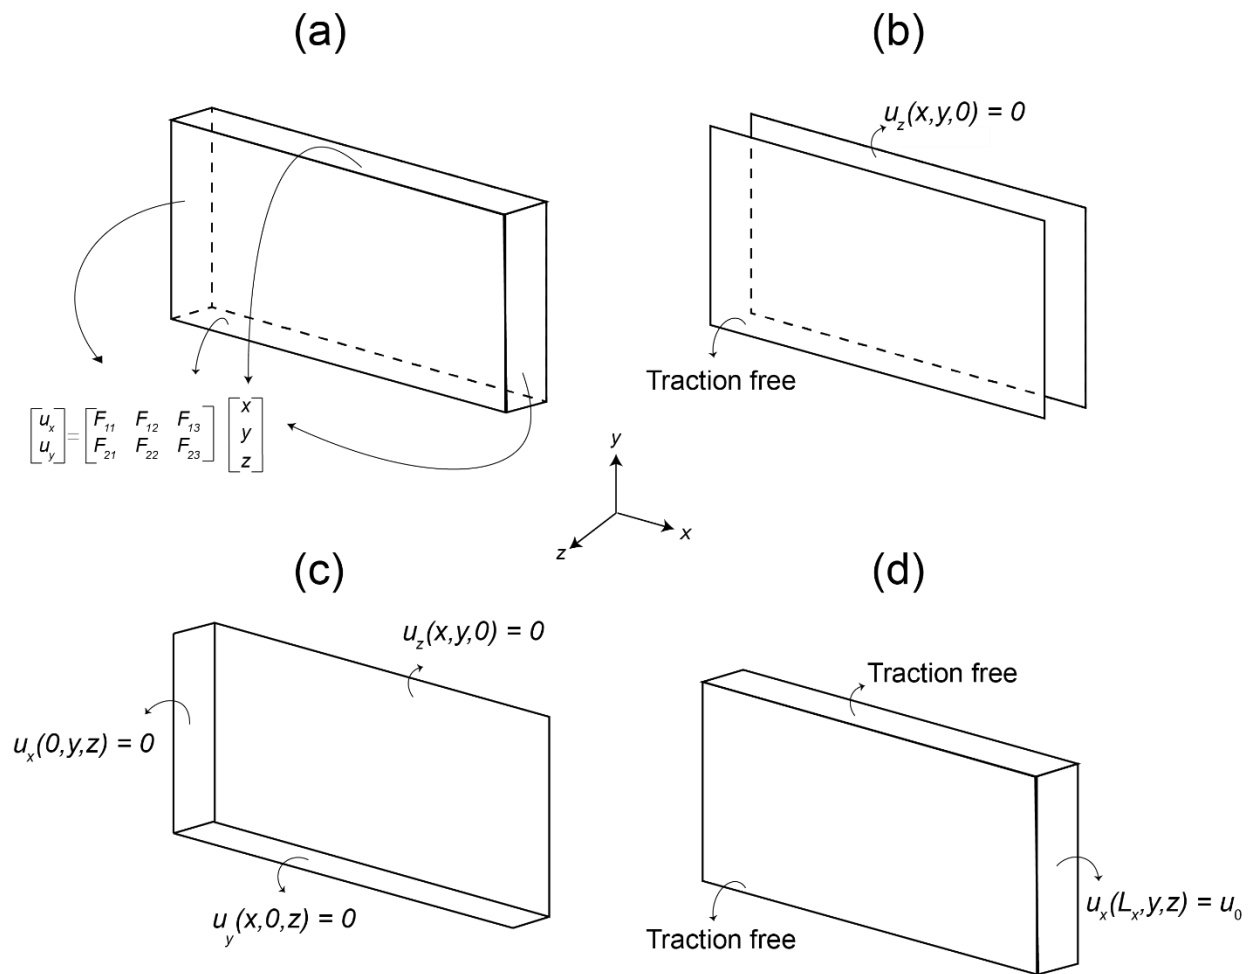 (a)
(b)
u_z(x,y,0) = 0
Traction free
[u_x u_y] = [F_11 F_12 F_13 F_21 F_22 F_23] [x y z]
y
x
z
(c)
(d)
u_z(x,y,0) = 0
u_x(0,y,z) = 0
u_y(x,0,z) = 0
Traction free
u_x(L_x,y,z) = u_0
Traction free